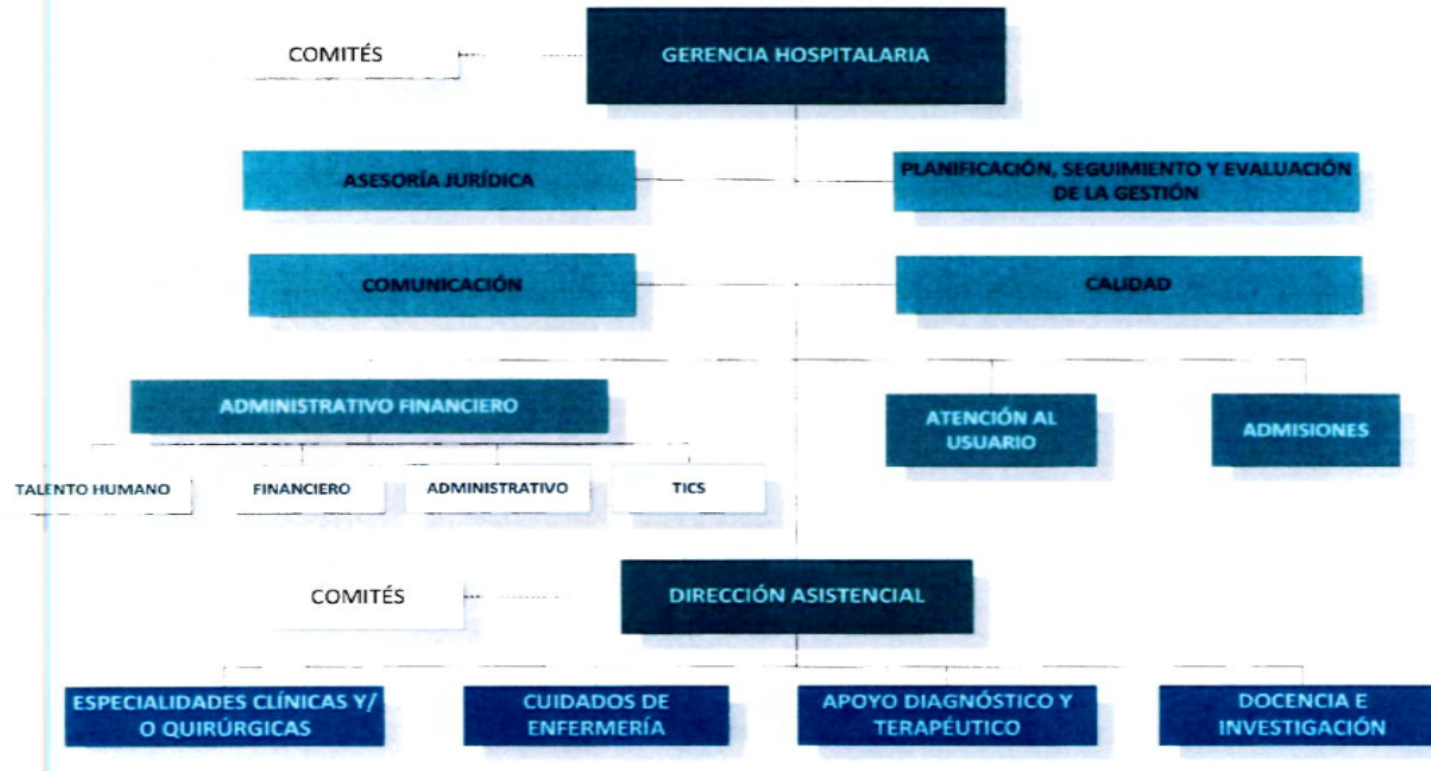 COMITÉS
GERENCIA HOSPITALARIA
ASESORÍA JURÍDICA
PLANIFICACIÓN, SEGUIMIENTO Y EVALUACIÓN
DE LA GESTIÓN
COMUNICACIÓN
CALIDAD
ADMINISTRATIVO FINANCIERO
ATENCIÓN AL
USUARIO
ADMISIONES
TALENTO HUMANO
FINANCIERO
ADMINISTRATIVO
TICS
COMITÉS
DIRECCIÓN ASISTENCIAL
ESPECIALIDADES CLÍNICAS Y/
O QUIRÚRGICAS
CUIDADOS DE
ENFERMERÍA
APOYO DIAGNÓSTICO Y
TERAPÉUTICO
DOCENCIA E
INVESTIGACIÓN